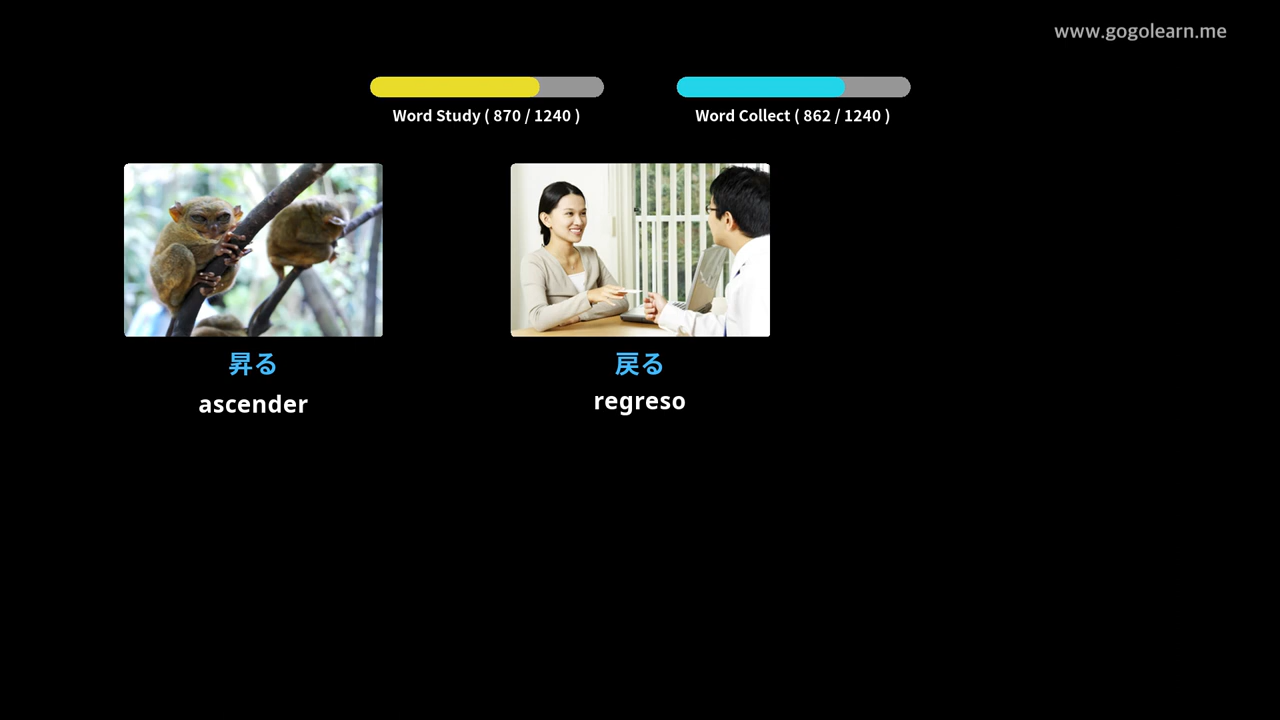 www.gogolearn.me
Word Study ( 870 / 1240 )
Word Collect ( 862 / 1240 )
昇る
ascender
戻る
regreso